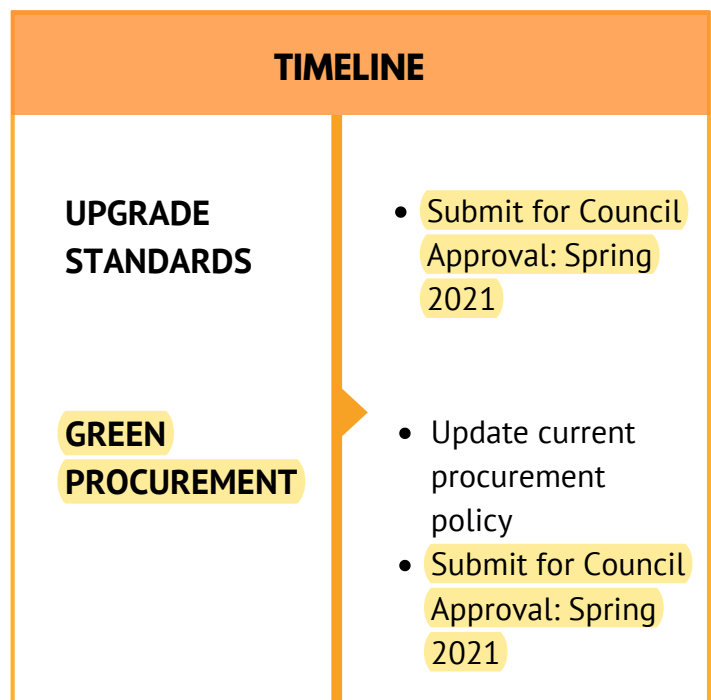 TIMELINE
UPGRADE
STANDARDS
• Submit for Council
Approval: Spring
2021
GREEN
PROCUREMENT
• Update current
procurement
policy
• Submit for Council
Approval: Spring
2021